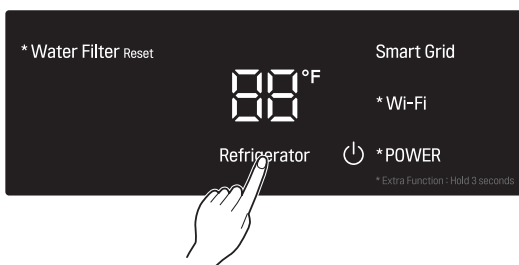 * Water Filter Reset
Smart Grid
88°F
* Wi-Fi
Refrigerator
* POWER
* Extra Function : Hold 3 seconds